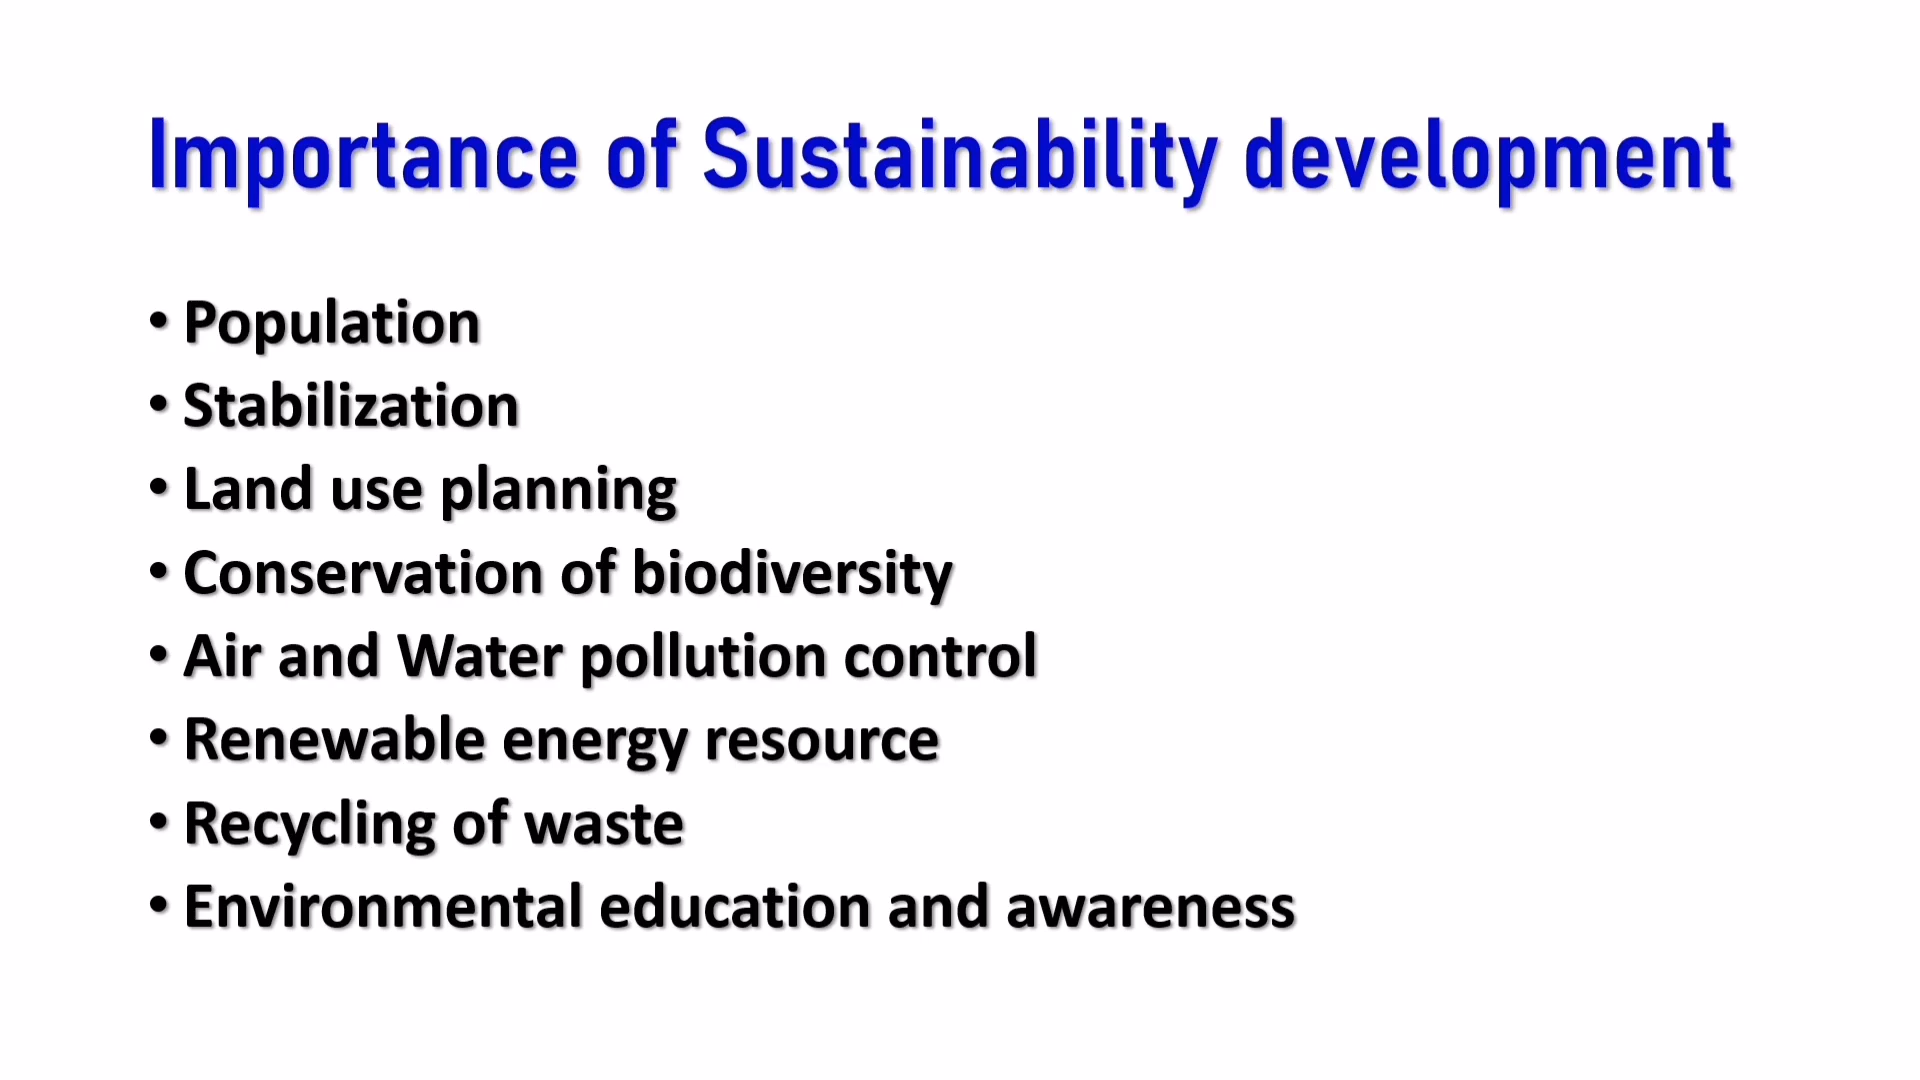 Importance of Sustainability development
• Population
• Stabilization
• Land use planning
• Conservation of biodiversity
• Air and Water pollution control
• Renewable energy resource
• Recycling of waste
• Environmental education and awareness